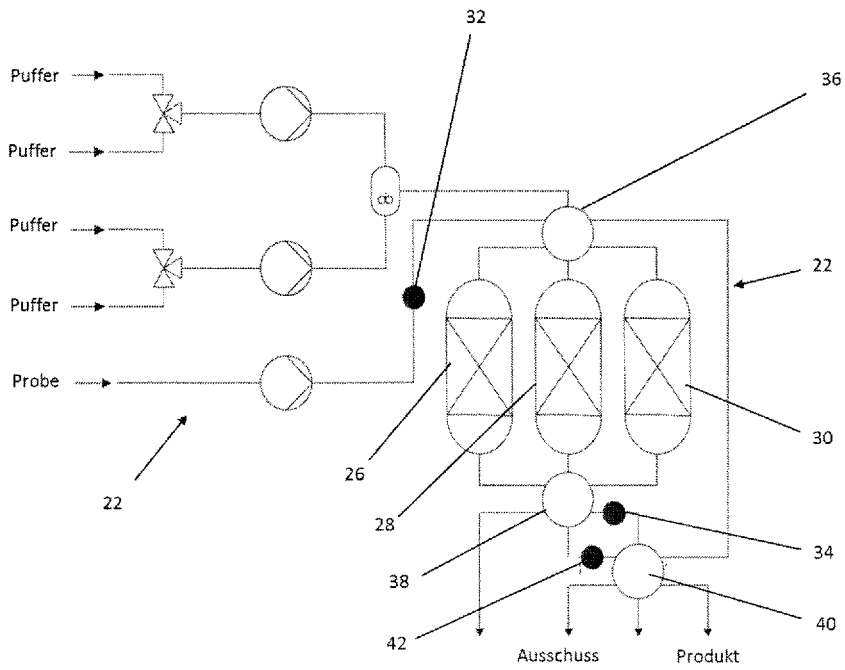 32
Puffer
36
Puffer
Puffer
22
Puffer
Probe
30
26
22
28
34
38
42
40
Ausschuss
Produkt